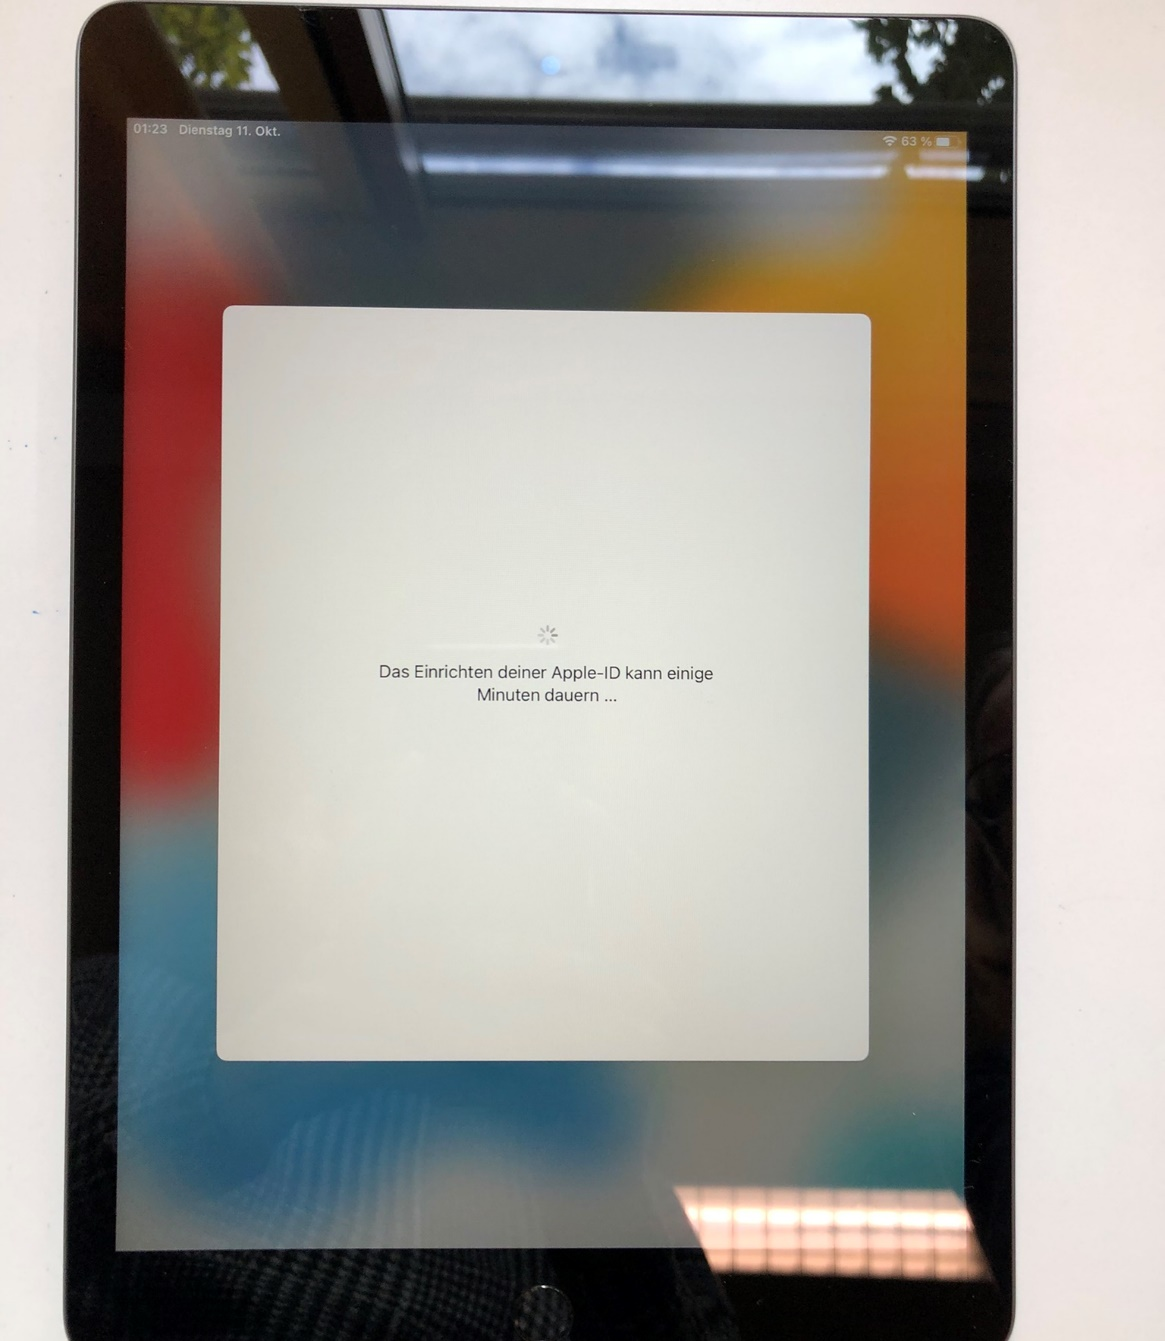 01:23 Dienstag 11. Okt.
63 %
Das Einrichten deiner Apple-ID kann einige
Minuten dauern ...